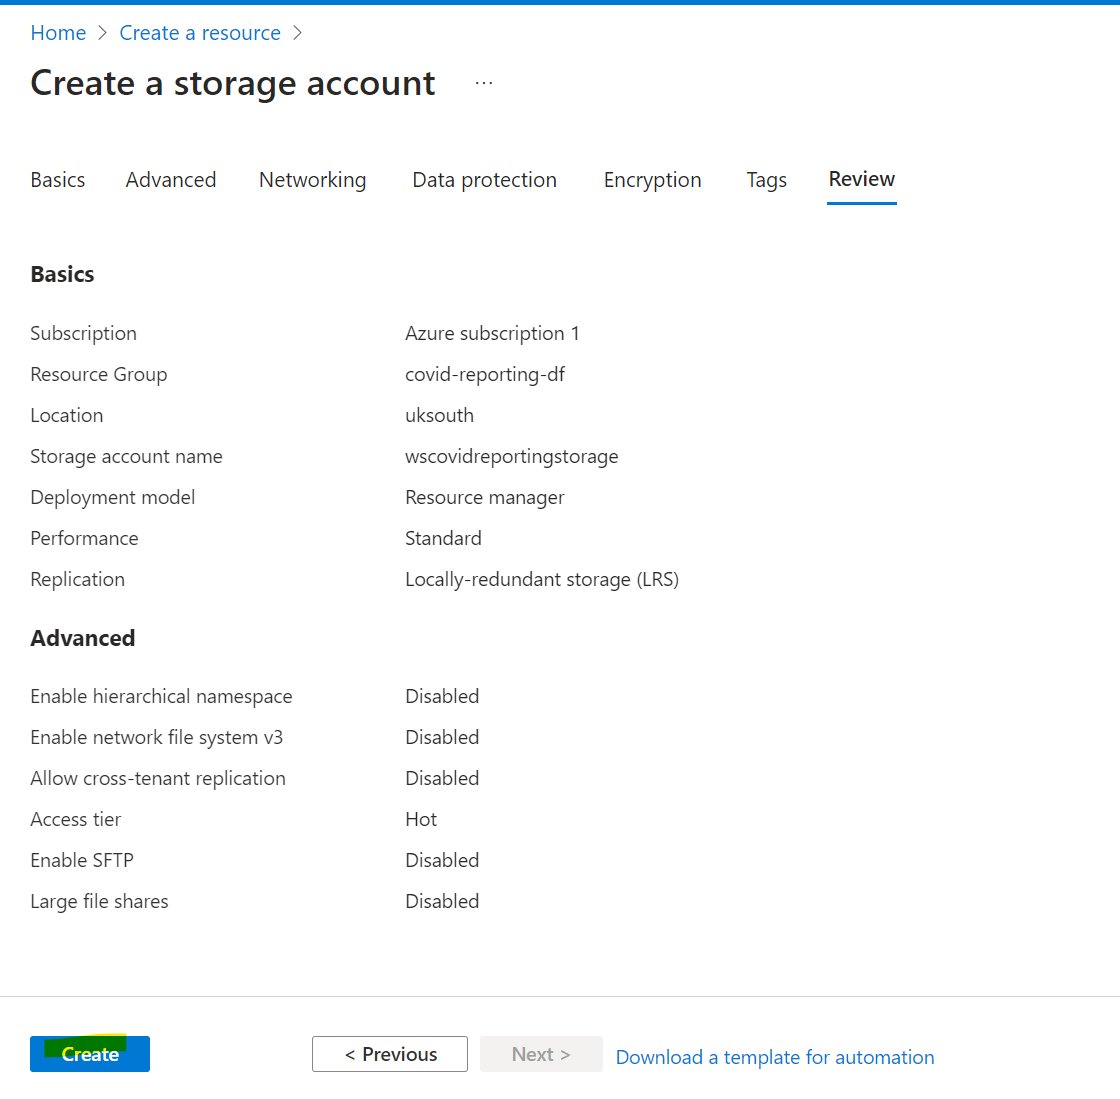 Home > Create a resource >
Create a storage account ...
Basics Advanced Networking Data protection Encryption Tags Review
Basics
Subscription Azure subscription 1
Resource Group covid-reporting-df
Location uksouth
Storage account name wscovidreportingstorage
Deployment model Resource manager
Performance Standard
Replication Locally-redundant storage (LRS)
Advanced
Enable hierarchical namespace Disabled
Enable network file system v3 Disabled
Allow cross-tenant replication Disabled
Access tier Hot
Enable SFTP Disabled
Large file shares Disabled
Create < Previous Next > Download a template for automation